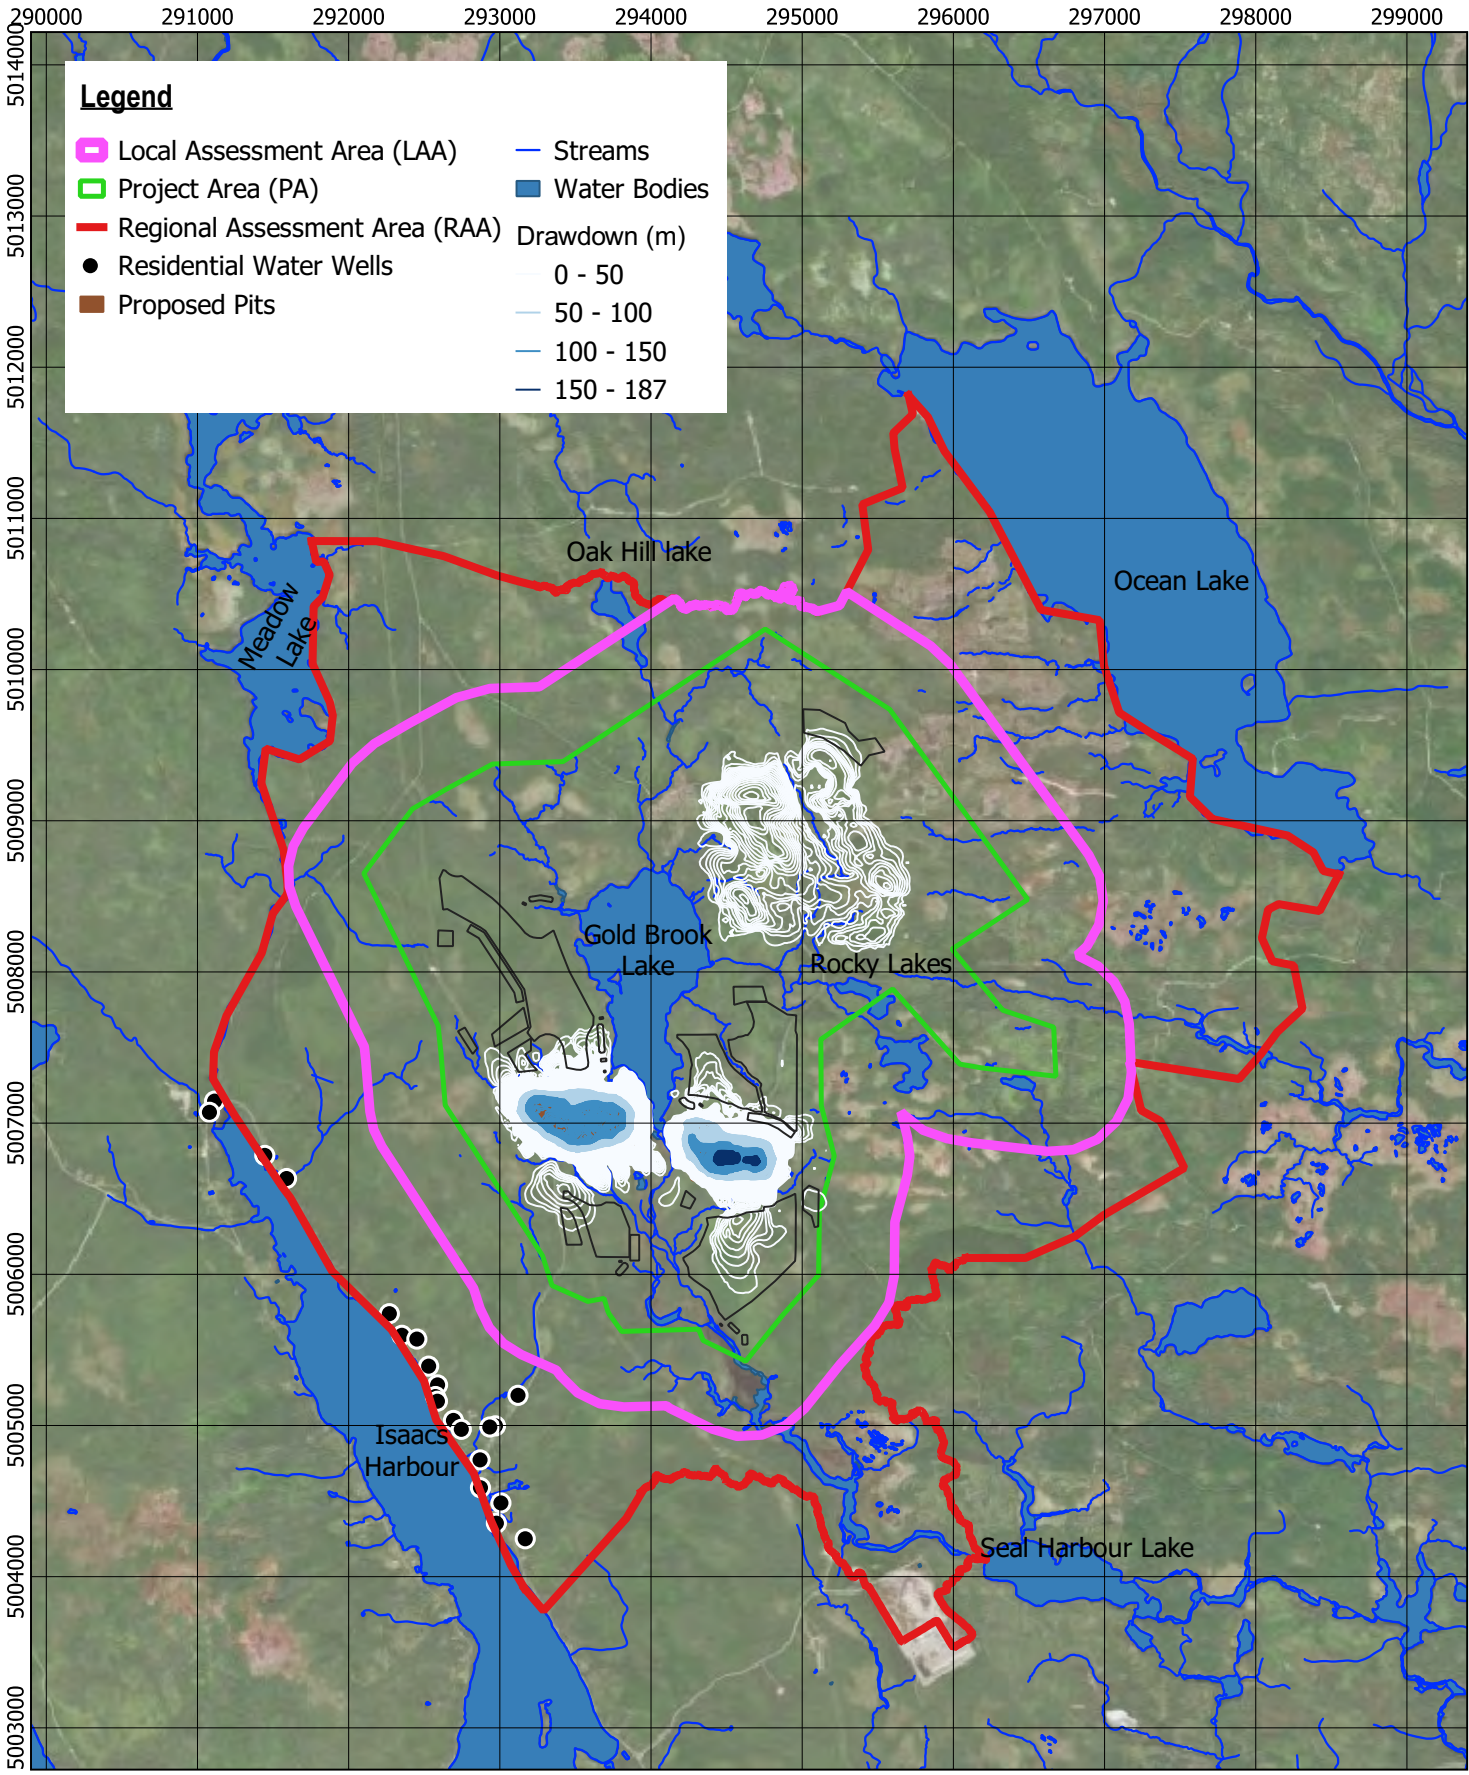 290000 291000 292000 293000 294000 295000 296000 297000 298000 299000
5014000
5013000
5012000
5011000
5010000
5009000
5008000
5007000
5006000
5005000
5004000
5003000
Legend
Local Assessment Area (LAA)
Project Area (PA)
Regional Assessment Area (RAA)
Residential Water Wells
Proposed Pits
Streams
Water Bodies
Drawdown (m)
0 - 50
50 - 100
100 - 150
150 - 187
Oak Hill lake
Ocean Lake
Meadow
Lake
Gold Brook
Lake
Rocky Lakes
Isaacs
Harbour
Seal Harbour Lake